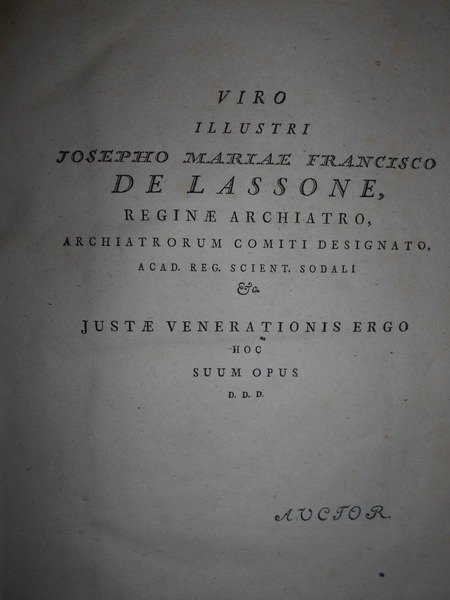 VIRO
ILLUSTRI
JOSEPHO MARIAE FRANCISCO
DE LASSONE,
REGINÆ ARCHIATRO,
ARCHIATRORUM COMITI DESIGNATO,
ACAD. REG. SCIENT. SODALI
&c.
JUSTÆ VENERATIONIS ERGO
HOC
SUUM OPUS
D. D. D.
AUCTOR.